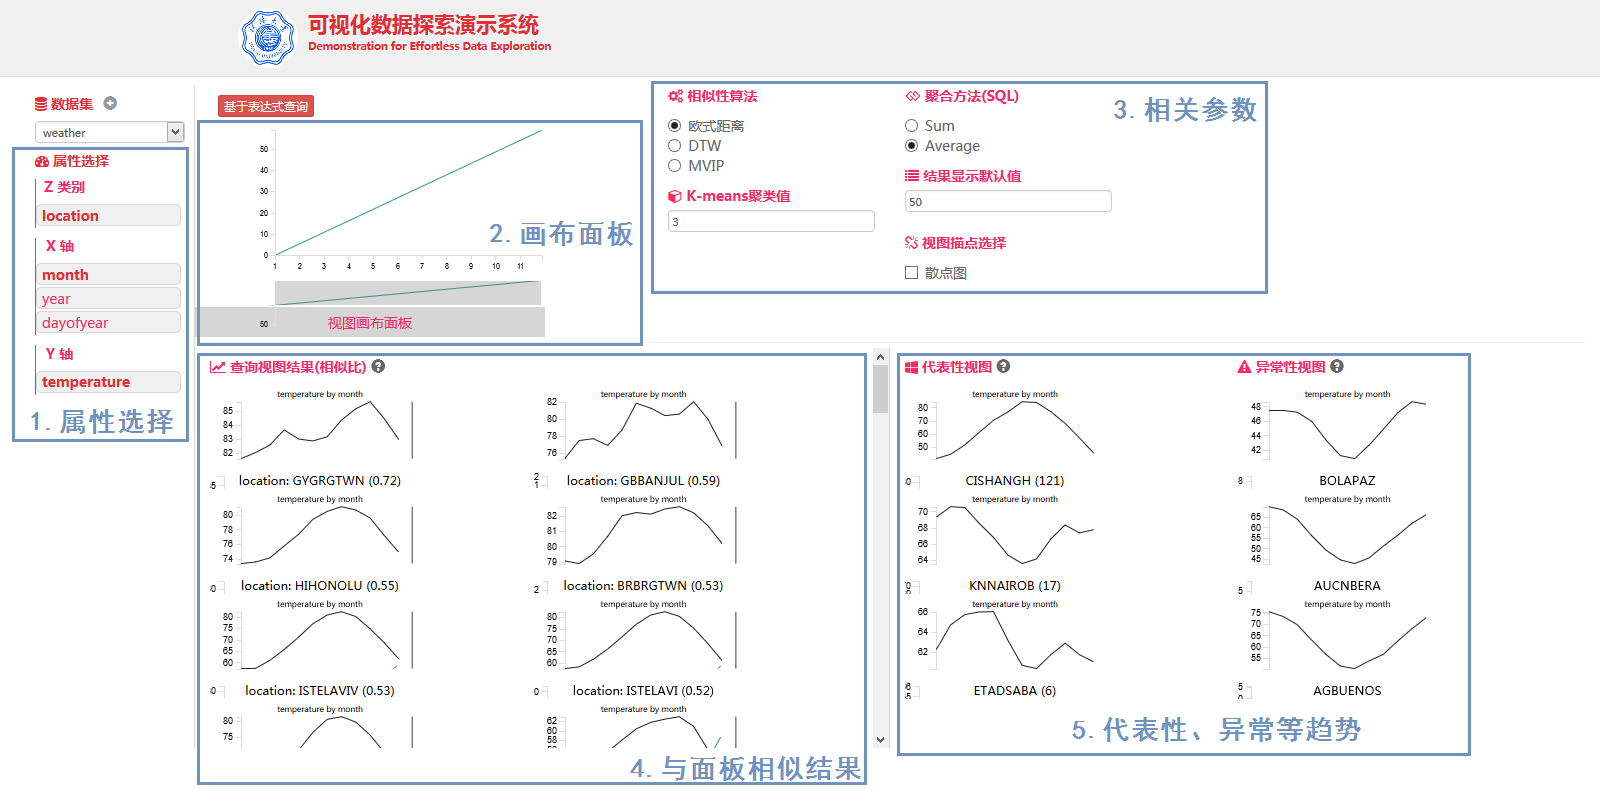 可视化数据探索演示系统
Demonstration for Effortless Data Exploration
数据集
weather
属性选择
Z 类别
location
X 轴
month
year
dayofyear
Y 轴
temperature
1. 属性选择
基于表达式查询
50
40
30
20
10
0
1 2 3 4 5 6 7 8 9 10 11
2. 画布面板
50
视图画布面板
相似性算法
欧式距离
DTW
MVIP
K-means聚类值
3
聚合方法(SQL)
Sum
Average
结果显示默认值
50
视图描点选择
散点图
3. 相关参数
查询视图结果(相似比)
temperature by month
85
84
83
82
location: GYGRGTWN (0.72)
temperature by month
82
80
78
76
location: GBBANJUL (0.59)
temperature by month
80
78
76
74
location: HIHONOLU (0.55)
temperature by month
82
81
80
79
location: BRBRGTWN (0.53)
temperature by month
80
75
70
65
60
location: ISTELAVIV (0.53)
temperature by month
80
75
70
65
60
location: ISTELAVI (0.52)
temperature by month
80
75
temperature by month
62
60
58
4. 与面板相似结果
代表性视图
temperature by month
80
70
60
50
CISHANGH (121)
temperature by month
70
68
66
64
KNNAIROB (17)
temperature by month
66
64
62
ETADSABA (6)
异常性视图
temperature by month
48
46
44
42
BOLAPAZ
temperature by month
65
60
55
50
45
AUCNBERA
temperature by month
75
70
65
60
55
AGBUENOS
5. 代表性、异常等趋势